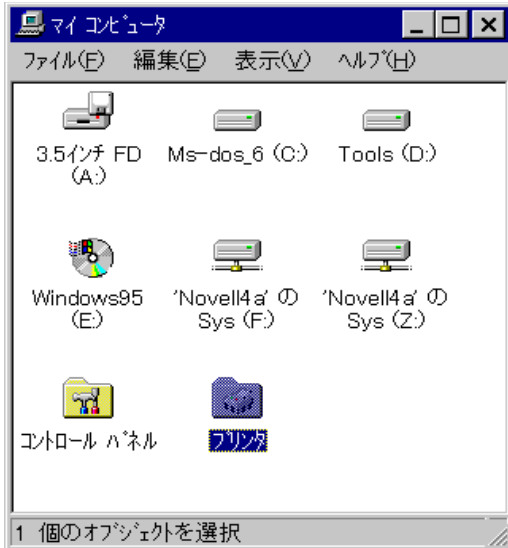 マイ コンピュータ
ファイル(F) 編集(E) 表示(V) ヘルプ(H)
3.5インチ FD (A:)
Ms-dos_6 (C:)
Tools (D:)
Windows95 (E:)
'Novell4a' の Sys (F:)
'Novell4a' の Sys (Z:)
コントロール パネル
プリンタ
1 個のオブジェクトを選択